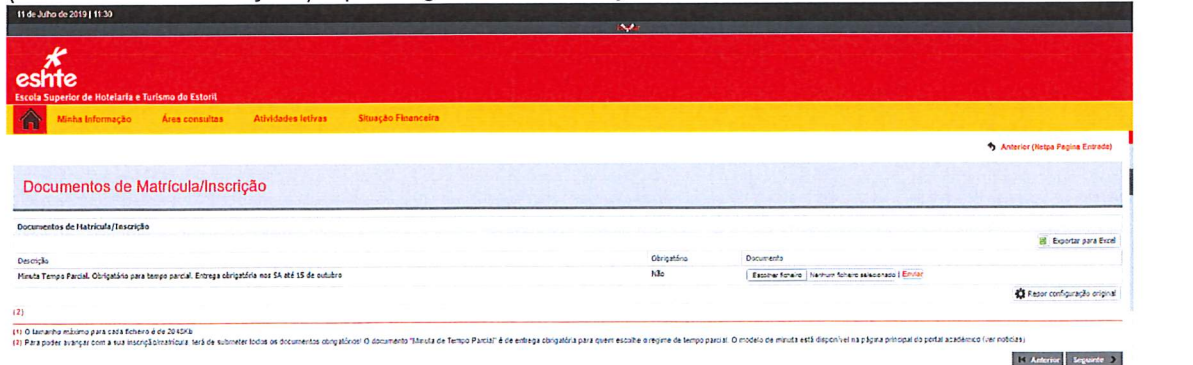 11 de Julho de 2019 | 11:30
eshte
Escola Superior de Hotelaria e Turismo do Estoril
Minha Informação Área consultas Atividades letivas Situação Financeira
Anterior (Netpa Pagina Entrada)
Documentos de Matrícula/Inscrição
Documentos de Matrícula/Inscrição
Exportar para Excel
Descrição Obrigatório Documento
Minuta Tempo Parcial. Obrigatório para tempo parcial. Entrega obrigatória nos SA até 15 de outubro Não Escolher ficheiro Nenhum ficheiro selecionado | Enviar
Repor configuração original
(2)
(1) O tamanho máximo para cada ficheiro é de 2048Kb
(2) Para poder avançar com a sua inscrição/matrícula, terá de submeter todos os documentos obrigatórios! O documento "Minuta de Tempo Parcial" é de entrega obrigatória para quem escolhe o regime de tempo parcial. O modelo de minuta está disponível na página principal do portal académico (ver notícias)
Anterior Seguinte